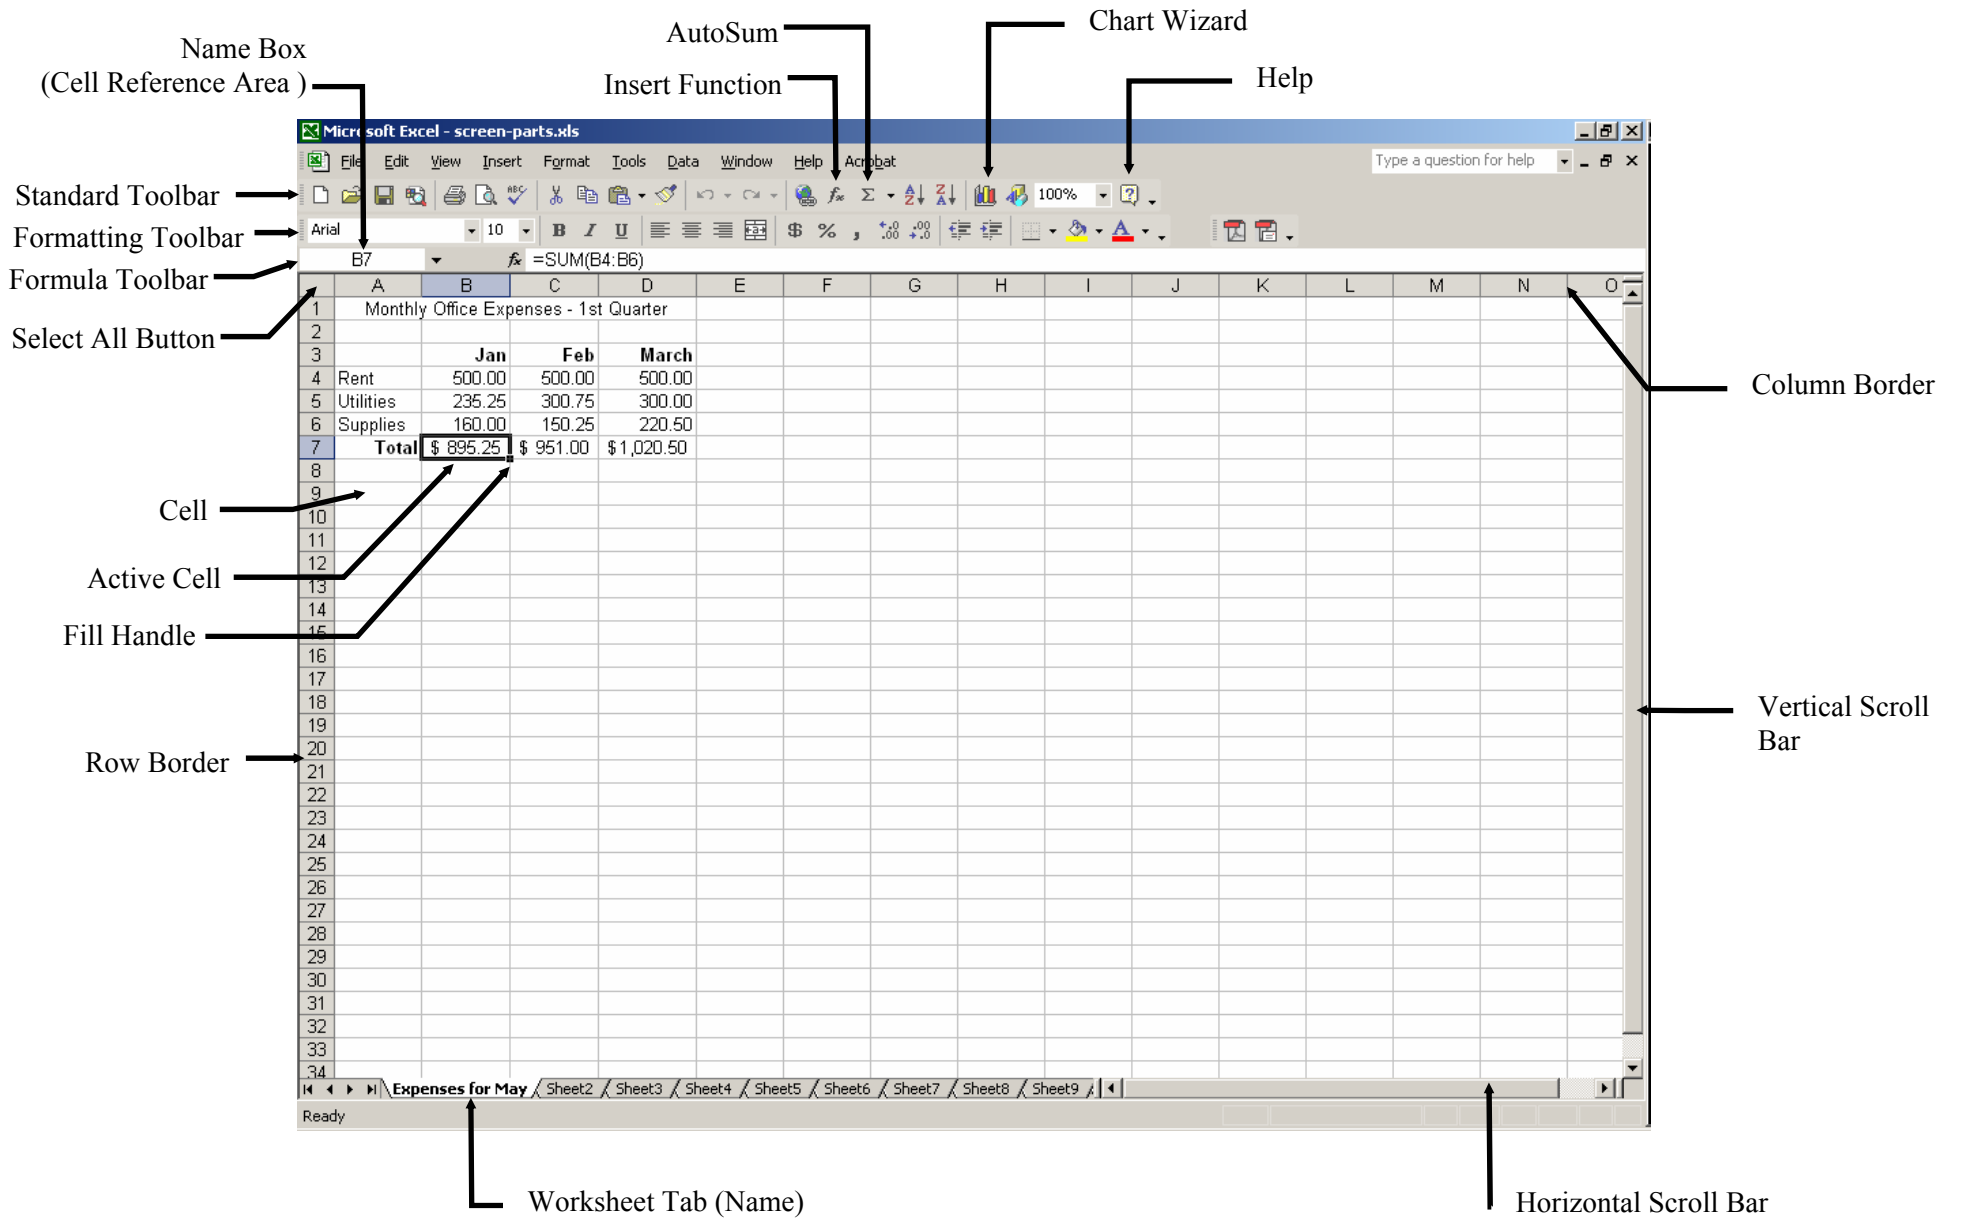 AutoSum
Chart Wizard
Name Box
(Cell Reference Area )
Insert Function
Help
Microsoft Excel - screen-parts.xls
File Edit View Insert Format Tools Data Window Help Acrobat Type a question for help
Standard Toolbar
ABC
Σ A Z Z A 100% ?
Formatting Toolbar
Arial 10 B I U a $ % , .0 .00 .00 .0 A
Formula Toolbar
B7 fx =SUM(B4:B6)
A B C D E F G H I J K L M N O
1 Monthly Office Expenses - 1st Quarter
Select All Button
2
3 Jan Feb March
4 Rent 500.00 500.00 500.00
Column Border
5 Utilities 235.25 300.75 300.00
6 Supplies 160.00 150.25 220.50
7 Total $ 895.25 $ 951.00 $1,020.50
8
9
Cell
10
11
12
Active Cell
13
14
Fill Handle
15
16
17
18
Vertical Scroll
Bar
19
20
Row Border
21
22
23
24
25
26
27
28
29
30
31
32
33
34
Expenses for May Sheet2 Sheet3 Sheet4 Sheet5 Sheet6 Sheet7 Sheet8 Sheet9
Ready
Worksheet Tab (Name)
Horizontal Scroll Bar